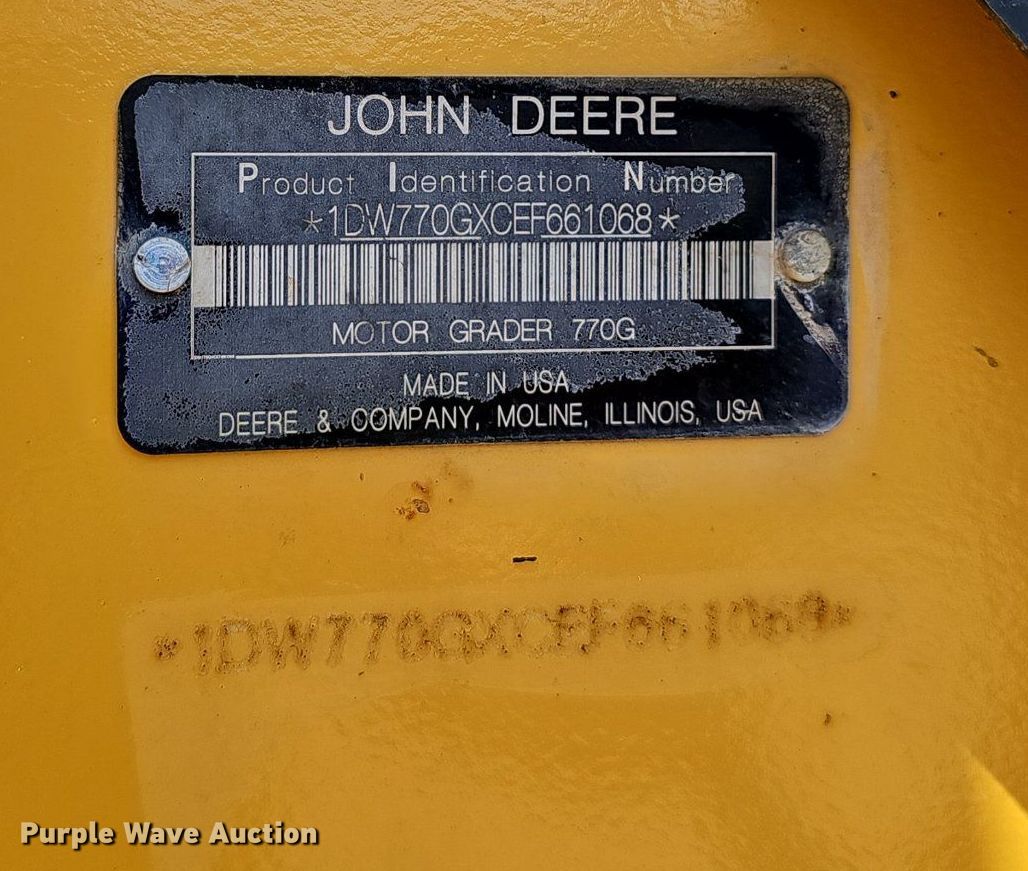 JOHN DEERE
Product Identification Number
*1DW770GXCEF661068*
MOTOR GRADER 770G
MADE IN USA
DEERE & COMPANY, MOLINE, ILLINOIS, USA
*1DW770GXCEF661068*
Purple Wave Auction